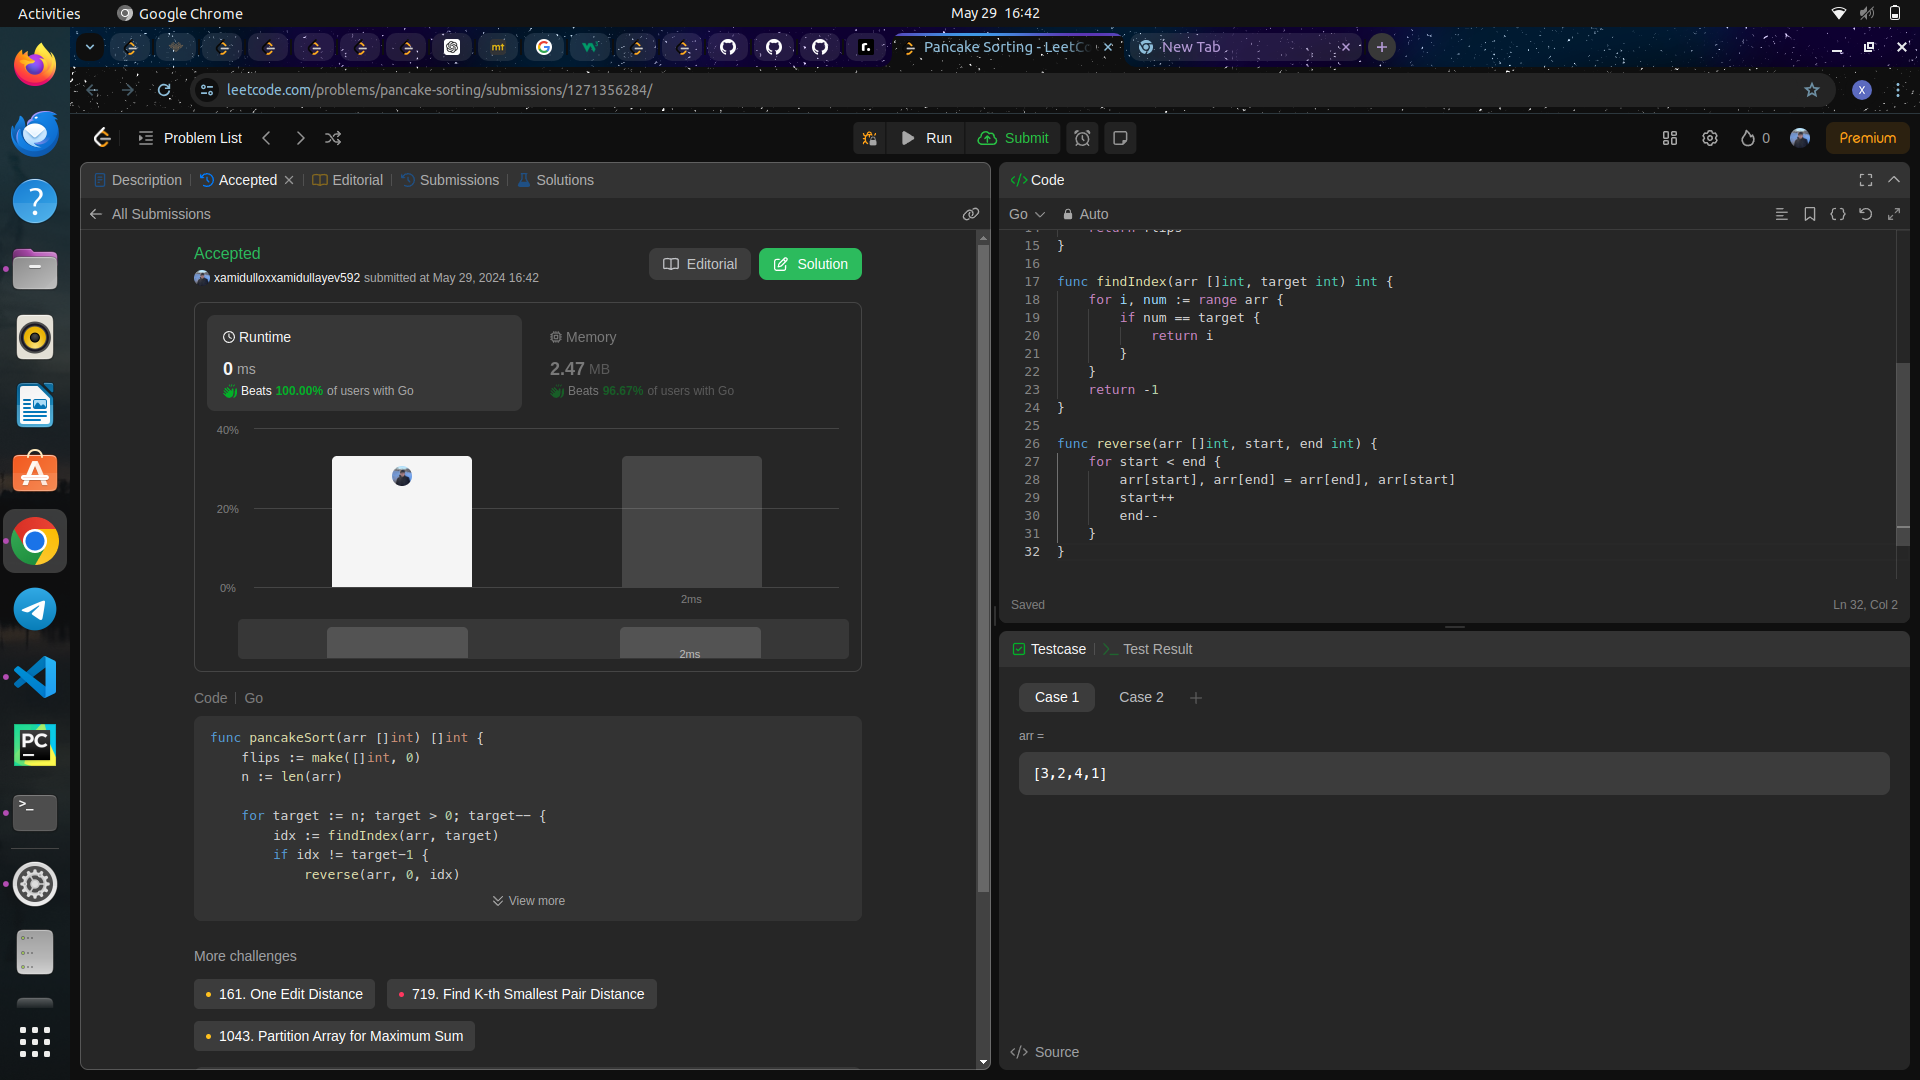 Activities
Google Chrome
May 29 16:42
mt
Pancake Sorting - LeetCo
New Tab
leetcode.com/problems/pancake-sorting/submissions/1271356284/
X
Problem List
Run
Submit
0
Premium
Description
Accepted
Editorial
Submissions
Solutions
All Submissions
Accepted
xamidulloxxamidullayev592 submitted at May 29, 2024 16:42
Editorial
Solution
Runtime
0 ms
Beats 100.00% of users with Go
Memory
2.47 MB
Beats 96.67% of users with Go
40%
20%
0%
2ms
2ms
Code
Go
func pancakeSort(arr []int) []int {
flips := make([]int, 0)
n := len(arr)
for target := n; target > 0; target-- {
idx := findIndex(arr, target)
if idx != target-1 {
reverse(arr, 0, idx)
View more
More challenges
161. One Edit Distance
719. Find K-th Smallest Pair Distance
1043. Partition Array for Maximum Sum
Code
Go
Auto
15 }
16
17 func findIndex(arr []int, target int) int {
18 for i, num := range arr {
19 if num == target {
20 return i
21 }
22 }
23 return -1
24 }
25
26 func reverse(arr []int, start, end int) {
27 for start < end {
28 arr[start], arr[end] = arr[end], arr[start]
29 start++
30 end--
31 }
32 }
Saved
Ln 32, Col 2
Testcase
Test Result
Case 1
Case 2
arr =
[3,2,4,1]
Source
PC